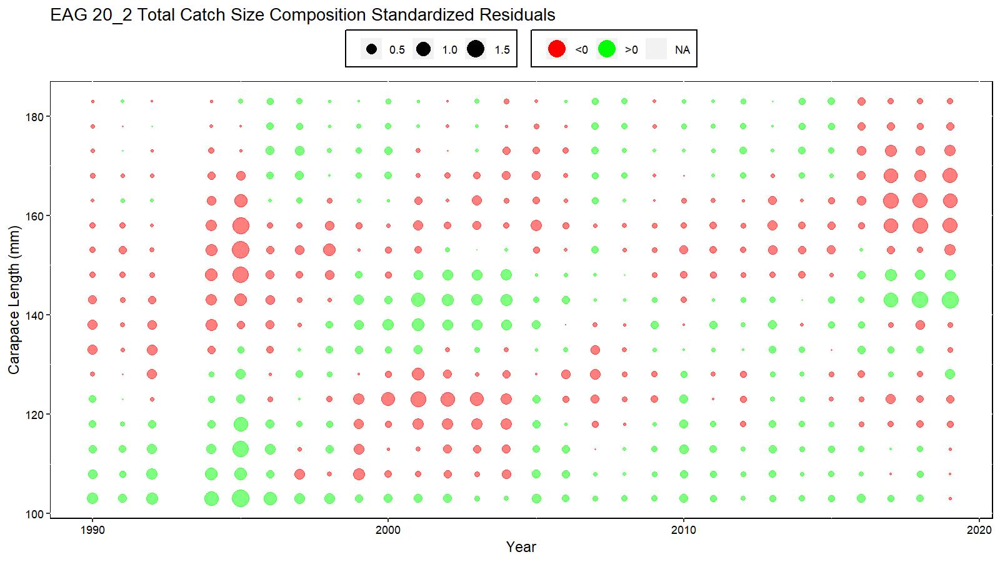 EAG 20_2 Total Catch Size Composition Standardized Residuals
0.5 1.0 1.5 <0 >0 NA
180
160
140
120
100
Carapace Length (mm)
1990 2000 2010 2020
Year